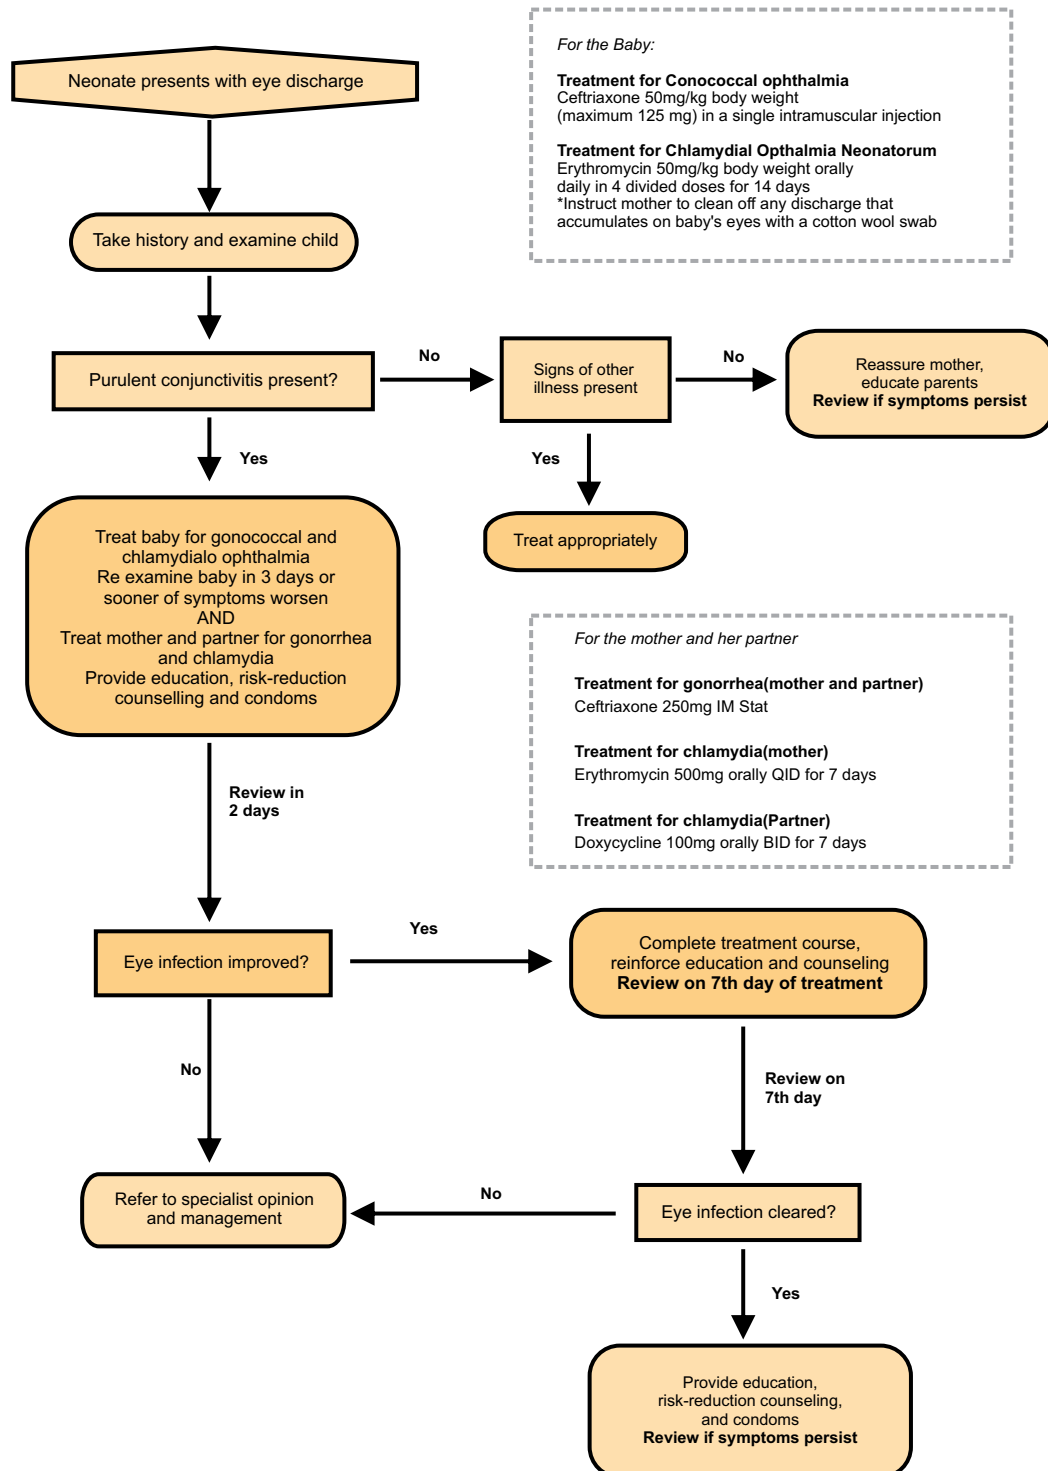 Neonate presents with eye discharge
For the Baby:
Treatment for Conococcal ophthalmia
Ceftriaxone 50mg/kg body weight
(maximum 125 mg) in a single intramuscular injection
Treatment for Chlamydial Opthalmia Neonatorum
Erythromycin 50mg/kg body weight orally
daily in 4 divided doses for 14 days
*Instruct mother to clean off any discharge that
accumulates on baby's eyes with a cotton wool swab
Take history and examine child
Purulent conjunctivitis present?
No
Signs of other
illness present
No
Reassure mother,
educate parents
Review if symptoms persist
Yes
Yes
Treat appropriately
Treat baby for gonococcal and
chlamydialo ophthalmia
Re examine baby in 3 days or
sooner of symptoms worsen
AND
Treat mother and partner for gonorrhea
and chlamydia
Provide education, risk-reduction
counselling and condoms
For the mother and her partner
Treatment for gonorrhea(mother and partner)
Ceftriaxone 250mg IM Stat
Treatment for chlamydia(mother)
Erythromycin 500mg orally QID for 7 days
Treatment for chlamydia(Partner)
Doxycycline 100mg orally BID for 7 days
Review in
2 days
Eye infection improved?
Yes
Complete treatment course,
reinforce education and counseling
Review on 7th day of treatment
No
Review on
7th day
Refer to specialist opinion
and management
No
Eye infection cleared?
Yes
Provide education,
risk-reduction counseling,
and condoms
Review if symptoms persist